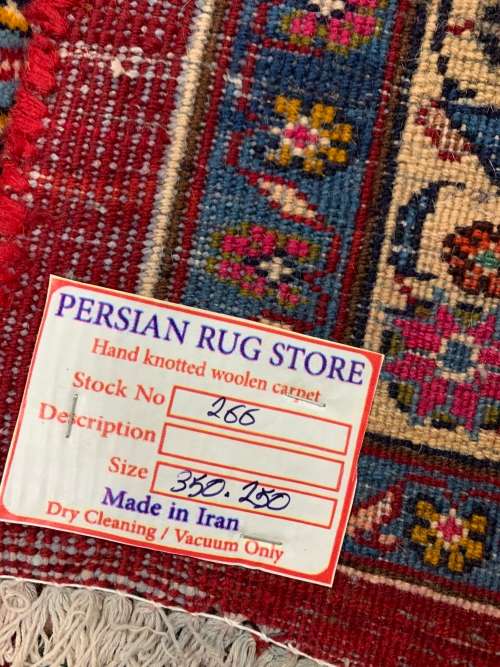 PERSIAN RUG STORE
Hand knotted woolen carpet
Stock No 266
Description
Size 350.250
Made in Iran
Dry Cleaning / Vacuum Only